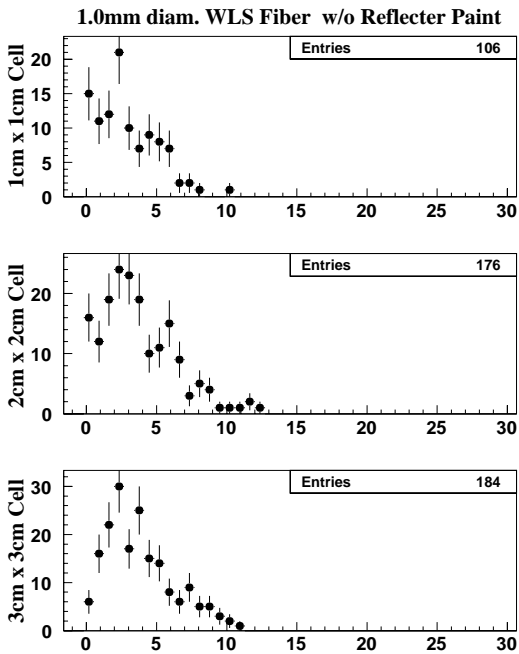 1.0mm diam. WLS Fiber w/o Reflecter Paint
1cm x 1cm Cell
Entries 106
20
15
10
5
0
0 5 10 15 20 25 30
2cm x 2cm Cell
Entries 176
20
10
0
0 5 10 15 20 25 30
3cm x 3cm Cell
Entries 184
30
20
10
0
0 5 10 15 20 25 30